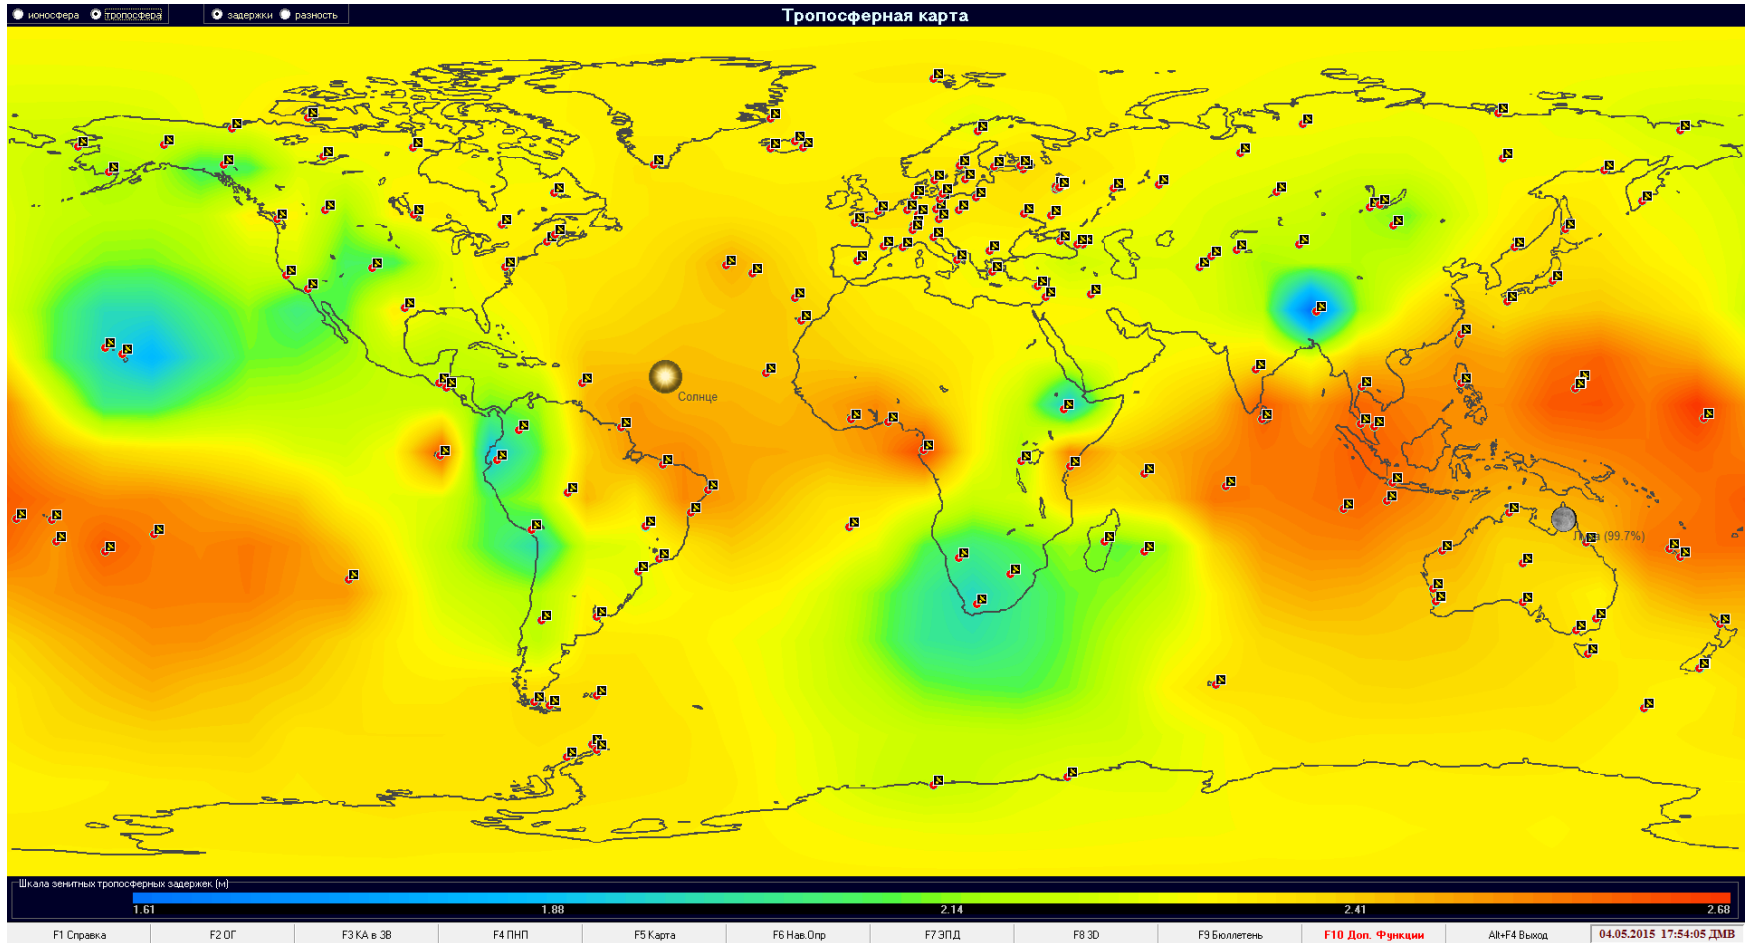 ионосфера тропосфера задержки разность
Тропосферная карта
Солнце
Луна (99.7%)
Шкала зенитных тропосферных задержек (м)
1.61 1.88 2.14 2.41 2.68
F1 Справка F2 ОГ F3 КА в ЗВ F4 ПНП F5 Карта F6 Нав.Опр F7 ЭПД F8 3D F9 Бюллетень F10 Доп. Функции Alt+F4 Выход 04.05.2015 17:54:05 ДМВ